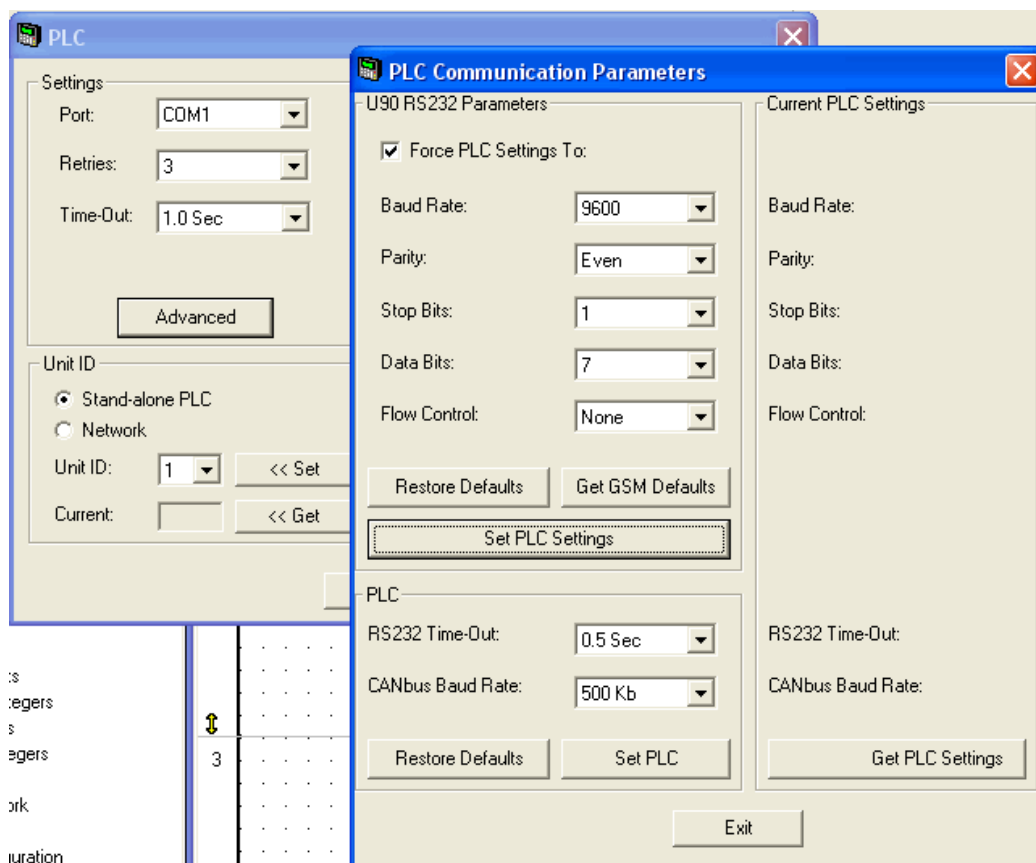 PLC
Settings
Port: COM1
Retries: 3
Time-Out: 1.0 Sec
Advanced
Unit ID
Stand-alone PLC
Network
Unit ID: 1 << Set
Current: << Get
PLC Communication Parameters
U90 RS232 Parameters
Force PLC Settings To:
Baud Rate: 9600
Parity: Even
Stop Bits: 1
Data Bits: 7
Flow Control: None
Restore Defaults Get GSM Defaults
Set PLC Settings
PLC
RS232 Time-Out: 0.5 Sec
CANbus Baud Rate: 500 Kb
Restore Defaults Set PLC
Current PLC Settings
Baud Rate:
Parity:
Stop Bits:
Data Bits:
Flow Control:
RS232 Time-Out:
CANbus Baud Rate:
Get PLC Settings
Exit
3